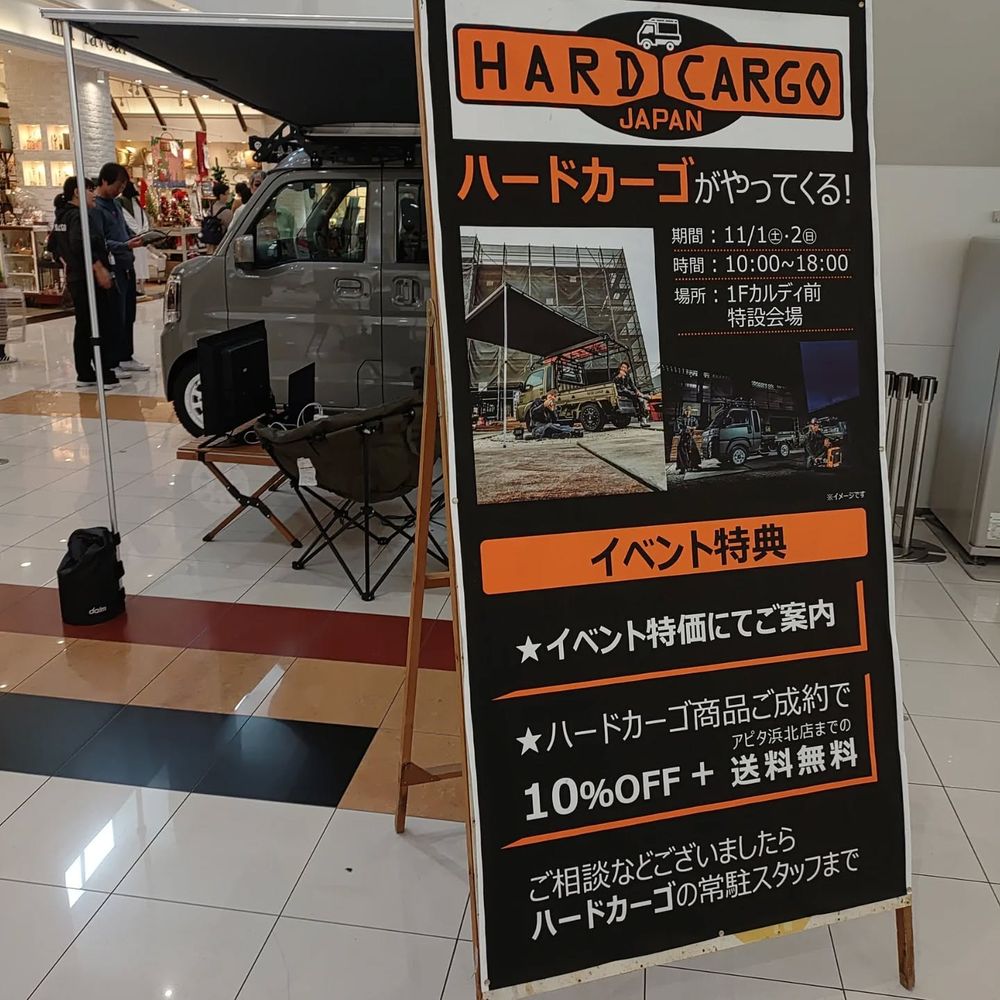 HARD CARGO
JAPAN
ハードカーゴがやってくる!
期間：11/1㊏・2㊐
時間：10:00～18:00
場所：1Fカルディ前
特設会場
※イメージです
イベント特典
★イベント特価にてご案内
★ハードカーゴ商品ご成約で
アピタ浜北店までの
10%OFF + 送料無料
ご相談などございましたら
ハードカーゴの常駐スタッフまで